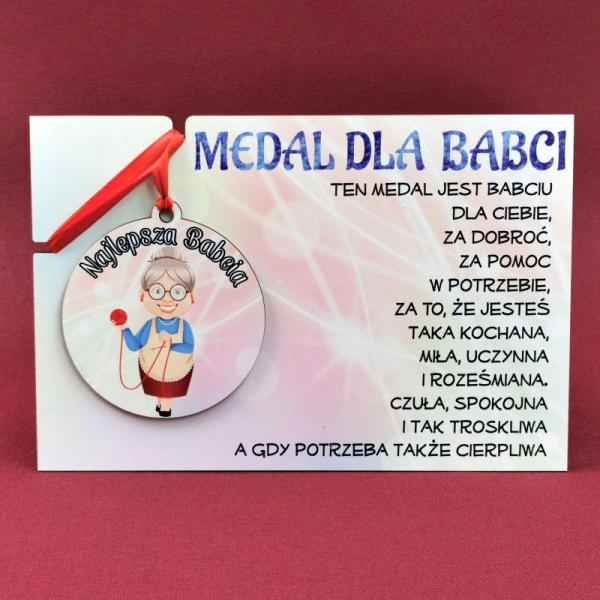 MEDAL DLA BABCI
TEN MEDAL JEST BABCIU
DLA CIEBIE,
ZA DOBROĆ,
ZA POMOC
W POTRZEBIE,
ZA TO, ŻE JESTEŚ
TAKA KOCHANA,
MIŁA, UCZYNNA
I ROZEŚMIANA.
CZUŁA, SPOKOJNA
I TAK TROSKLIWA
A GDY POTRZEBA TAKŻE CIERPLIWA
Najlepsza Babcia